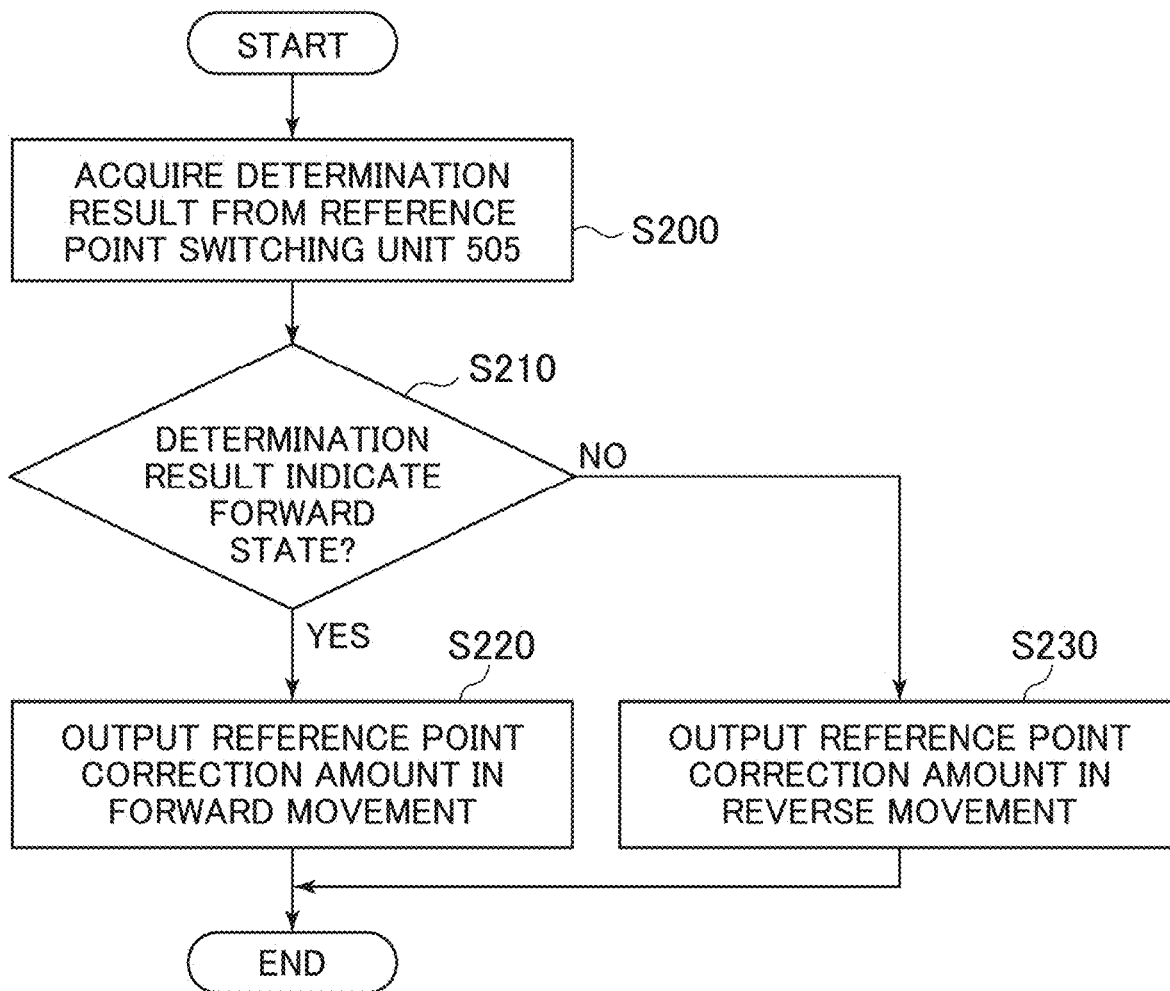 START
ACQUIRE DETERMINATION
RESULT FROM REFERENCE
POINT SWITCHING UNIT 505
S200
S210
DETERMINATION
RESULT INDICATE
FORWARD
STATE?
NO
YES
S220
OUTPUT REFERENCE POINT
CORRECTION AMOUNT IN
FORWARD MOVEMENT
S230
OUTPUT REFERENCE POINT
CORRECTION AMOUNT IN
REVERSE MOVEMENT
END